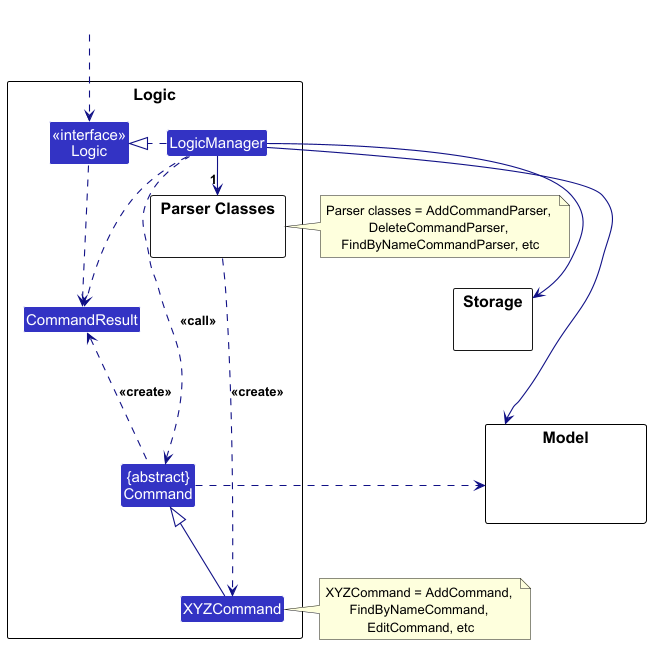 Logic
«interface»
Logic
LogicManager
1
Parser Classes
Parser classes = AddCommandParser,
DeleteCommandParser,
FindByNameCommandParser, etc
Storage
CommandResult
«call»
«create»
«create»
Model
{abstract}
Command
XYZCommand
XYZCommand = AddCommand,
FindByNameCommand,
EditCommand, etc